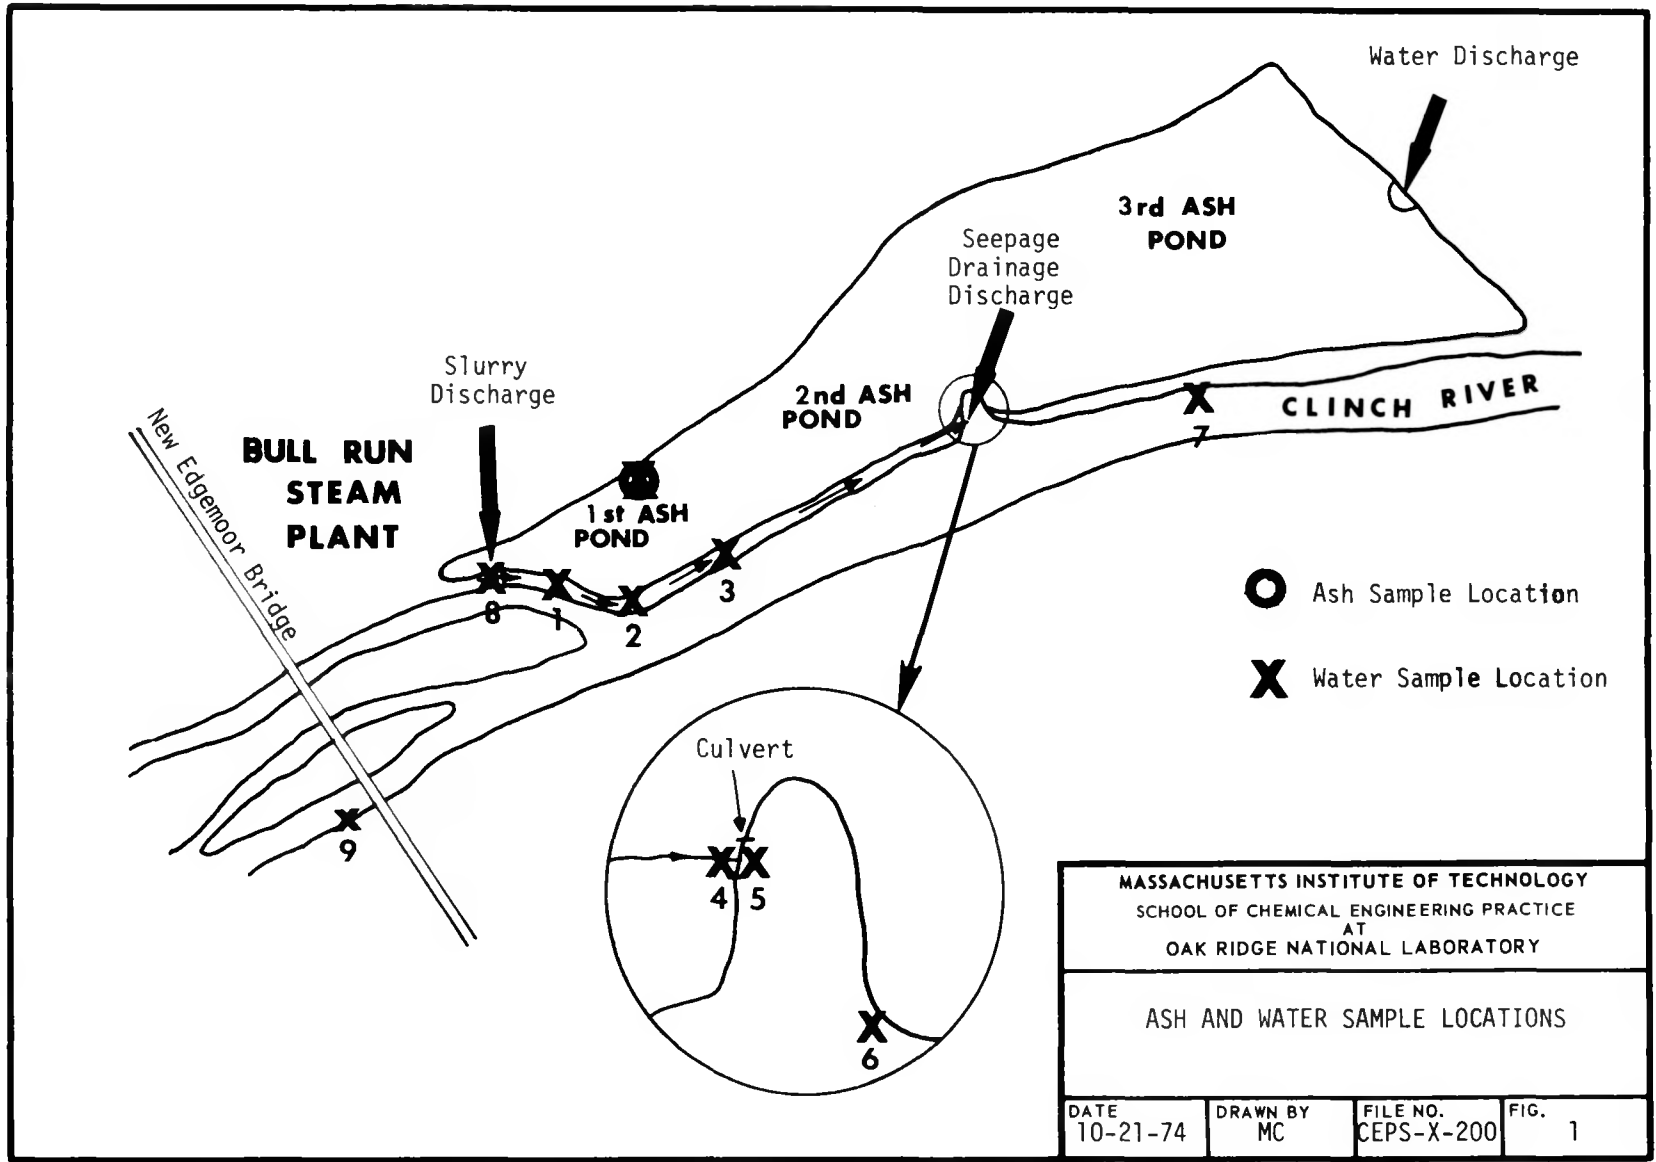 Water Discharge
3rd ASH
POND
Seepage
Drainage
Discharge
Slurry
Discharge
2nd ASH
POND
New Edgemoor Bridge
BULL RUN
STEAM
PLANT
1st ASH
POND
CLINCH RIVER
7
3
8
1
2
Ash Sample Location
Water Sample Location
Culvert
9
4 5
6
MASSACHUSETTS INSTITUTE OF TECHNOLOGY
SCHOOL OF CHEMICAL ENGINEERING PRACTICE
AT
OAK RIDGE NATIONAL LABORATORY
ASH AND WATER SAMPLE LOCATIONS
DATE
10-21-74
DRAWN BY
MC
FILE NO.
CEPS-X-200
FIG.
1